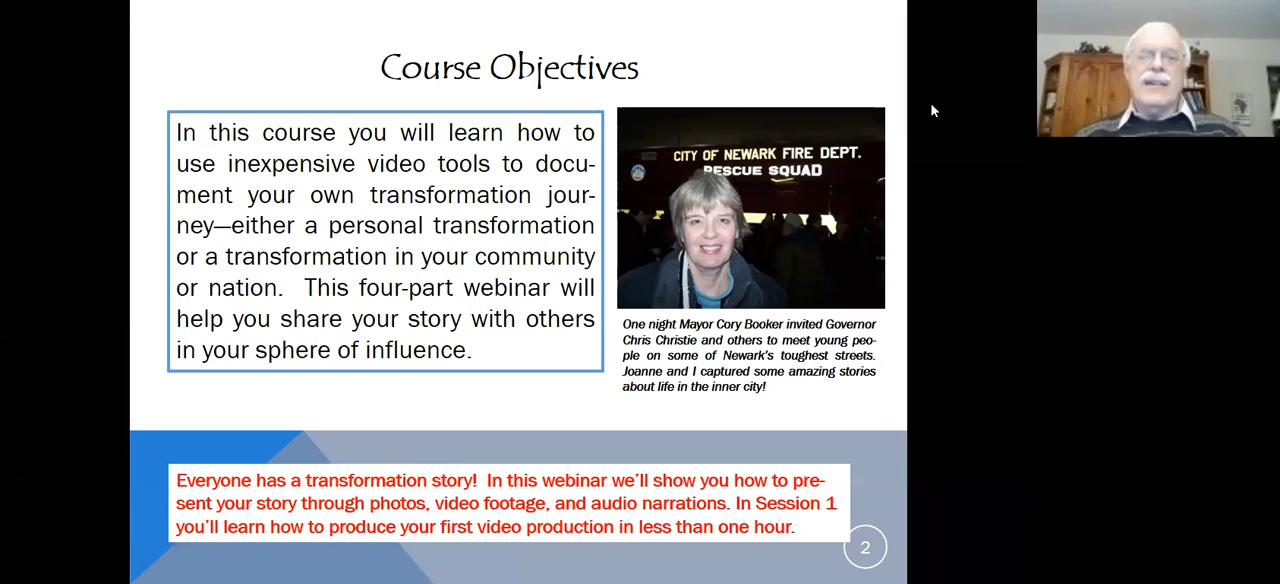 Course Objectives
In this course you will learn how to
use inexpensive video tools to docu-
ment your own transformation jour-
ney—either a personal transformation
or a transformation in your community
or nation. This four-part webinar will
help you share your story with others
in your sphere of influence.
CITY OF NEWARK FIRE DEPT.
RESCUE SQUAD
One night Mayor Cory Booker invited Governor
Chris Christie and others to meet young peo-
ple on some of Newark's toughest streets.
Joanne and I captured some amazing stories
about life in the inner city!
Everyone has a transformation story! In this webinar we'll show you how to pre-
sent your story through photos, video footage, and audio narrations. In Session 1
you'll learn how to produce your first video production in less than one hour.
2